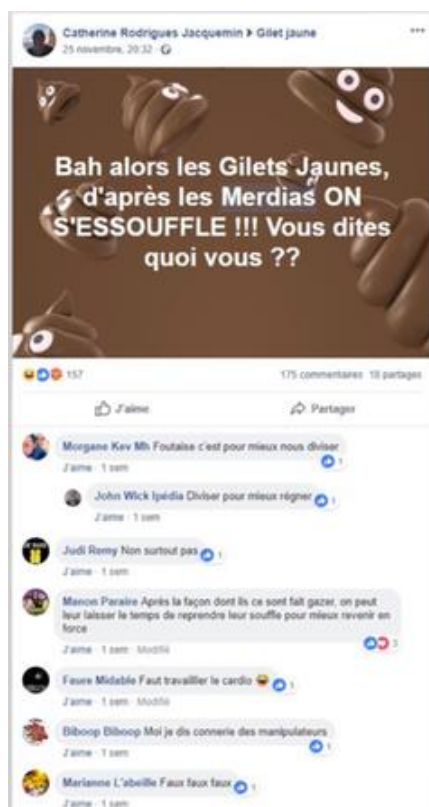 Catherine Rodrigues Jacquemin ▸ Gilet jaune
25 novembre, 20:32 ·
Bah alors les Gilets Jaunes,
d'après les Merdias ON
S'ESSOUFFLE !!! Vous dites
quoi vous ??
157
175 commentaires 18 partages
J'aime
Partager
Morgane Kev Mh Foutaise c'est pour mieux nous diviser
1
J'aime · 1 sem
John Wick Ipédia Diviser pour mieux régner
1
J'aime · 1 sem
Judi Remy Non surtout pas
1
J'aime · 1 sem
Manon Paraire Après la façon dont ils ce sont fait gazer, on peut
leur laisser le temps de reprendre leur souffle pour mieux revenir en
force
3
J'aime · 1 sem · Modifié
Faure Midable Faut travailller le cardio
1
J'aime · 1 sem · Modifié
Biboop Biboop Moi je dis connerie des manipulateurs
1
J'aime · 1 sem
Marianne L'abeille Faux faux faux
1
J'aime · 1 sem